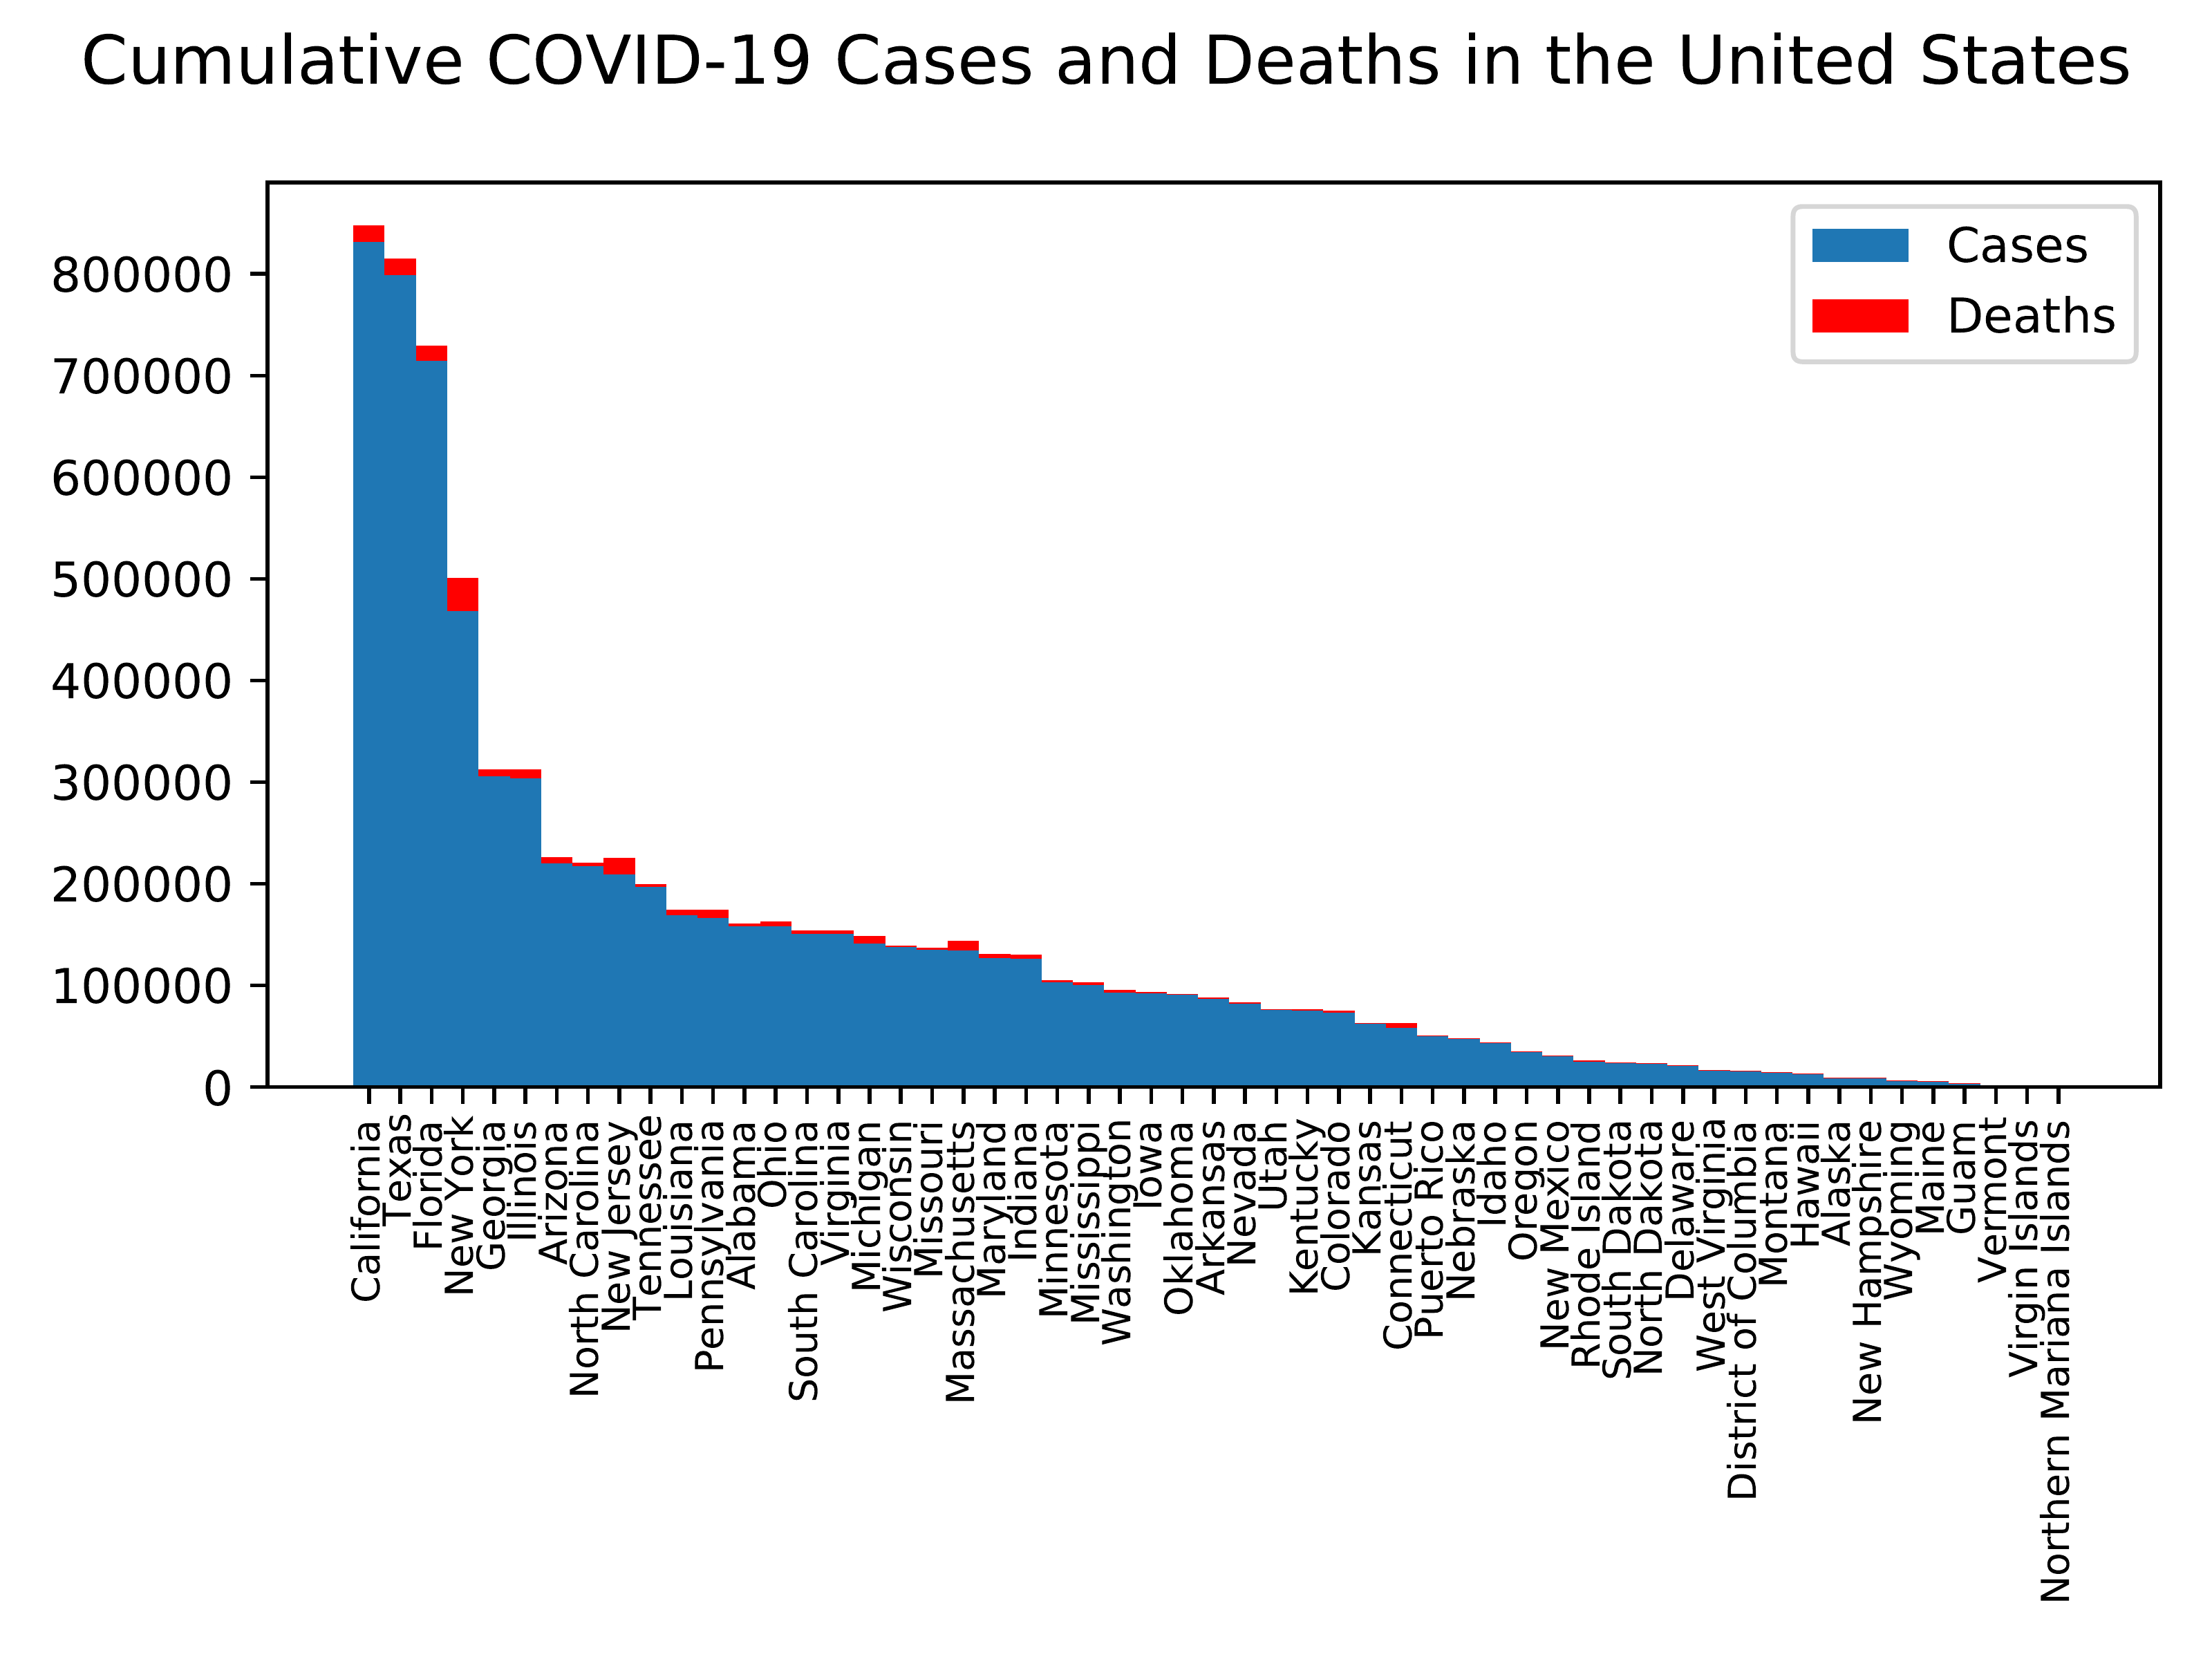 Cumulative COVID-19 Cases and Deaths in the United States
Cases
Deaths
800000
700000
600000
500000
400000
300000
200000
100000
0
California
Texas
Florida
New York
Georgia
Illinois
Arizona
North Carolina
New Jersey
Tennessee
Louisiana
Pennsylvania
Alabama
Ohio
South Carolina
Virginia
Michigan
Wisconsin
Missouri
Massachusetts
Maryland
Indiana
Minnesota
Mississippi
Washington
Iowa
Oklahoma
Arkansas
Nevada
Utah
Kentucky
Colorado
Kansas
Connecticut
Puerto Rico
Nebraska
Idaho
Oregon
New Mexico
Rhode Island
South Dakota
North Dakota
Delaware
West Virginia
District of Columbia
Montana
Hawaii
Alaska
New Hampshire
Wyoming
Maine
Guam
Vermont
Virgin Islands
Northern Mariana Islands